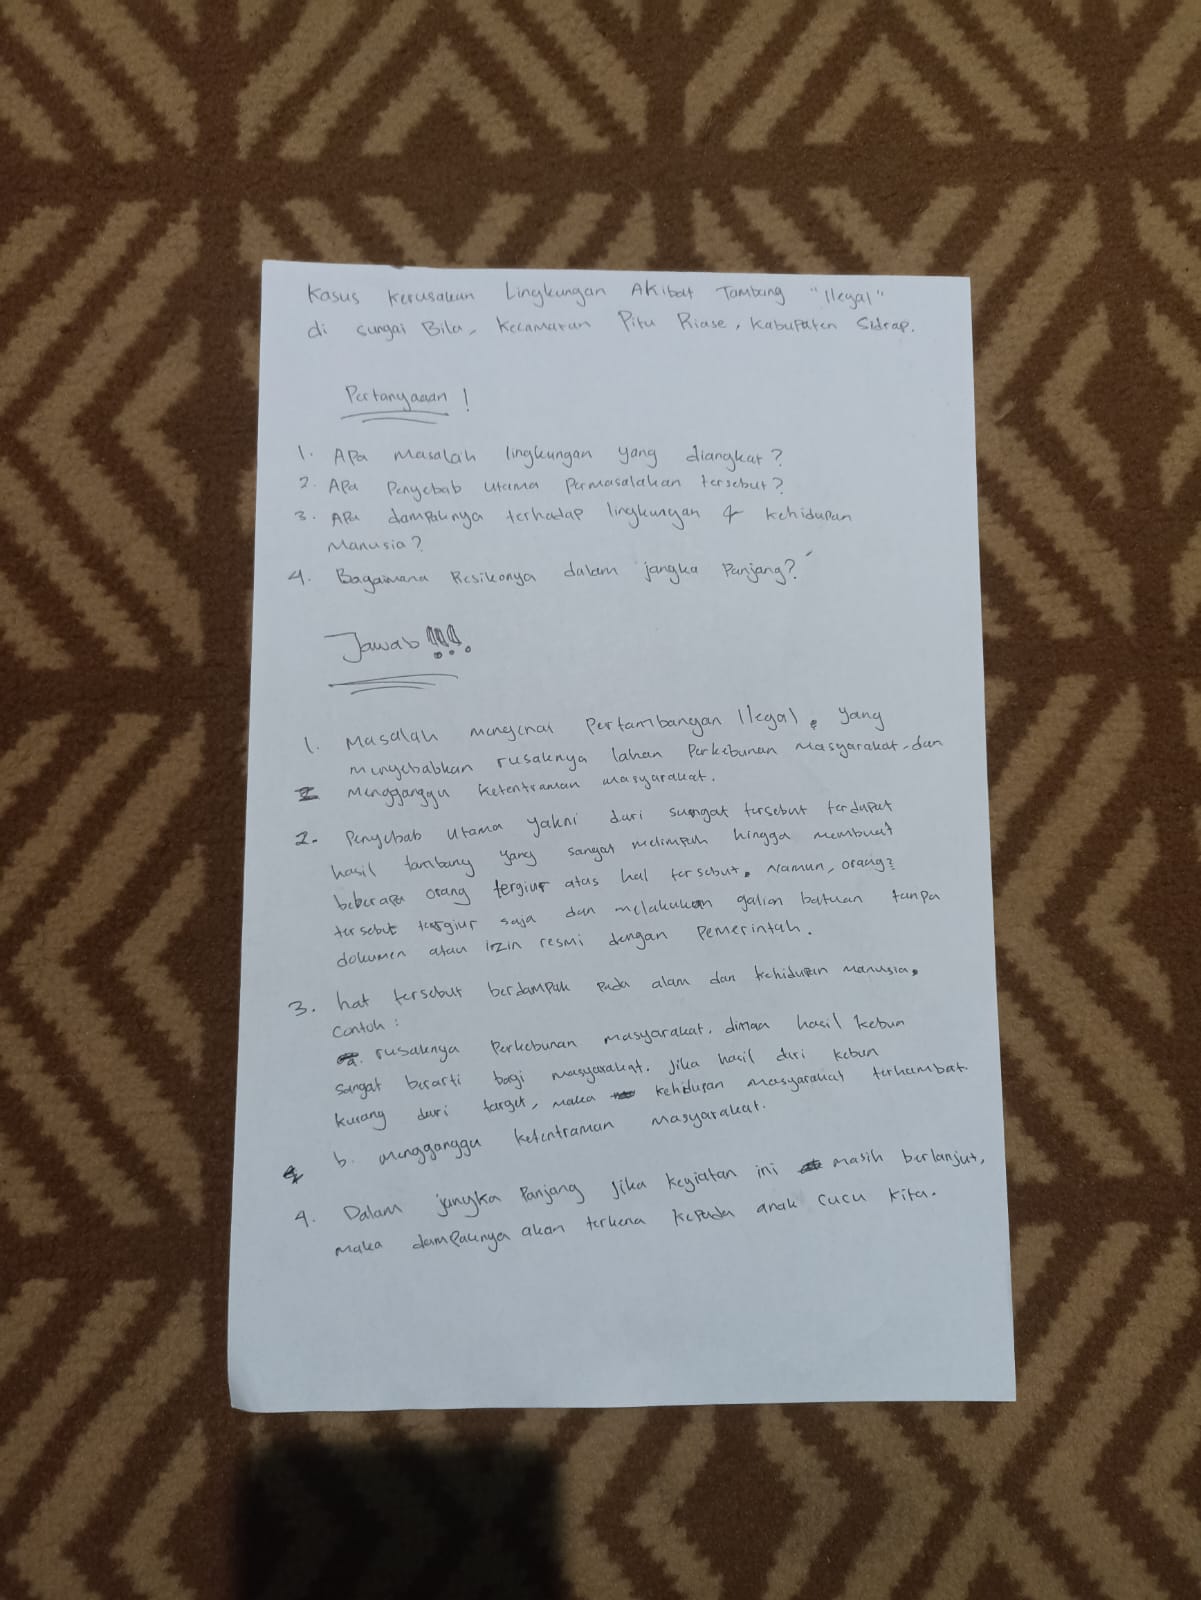 Kasus Kerusakan Lingkungan Akibat Tambang "Ilegal"
di sungai Bila, Kecamatan Pitu Riase, Kabupaten Sidrap.
Pertanyaaan !
1. Apa Masalah lingkungan yang diangkat?
2. Apa Penyebab utama Permasalahan tersebut?
3. Apa dampaknya terhadap lingkungan & kehidupan
Manusia?
4. Bagaimana Resikonya dalam jangka Panjang?
Jawab !!!.
1. Masalah mengenai Pertambangan Ilegal, yang
menyebabkan rusaknya lahan Perkebunan Masyarakat, dan
mengganggu Ketentraman masyarakat.
2. Penyebab utama yakni dari sungai tersebut terdapat
hasil tambang yang sangat melimpah hingga membuat
beberapa orang tergiur atas hal tersebut. Namun, orang2
tersebut tergiur saja dan melakukan galian batuan tanpa
dokumen atau izin resmi dengan Pemerintah.
3. hal tersebut berdampak pada alam dan kehidupan manusia.
Contoh :
a. rusaknya Perkebunan masyarakat. dimaa hasil kebun
sangat berarti bagi masyarakat. Jika hasil dari kebun
kurang dari target, maka kehidupan masyarakat terhambat.
b. mengganggu ketentraman masyarakat.
4. Dalam jangka Panjang Jika kegiatan ini masih berlanjut,
maka dampaknya akan terkena kepada anak cucu kita.